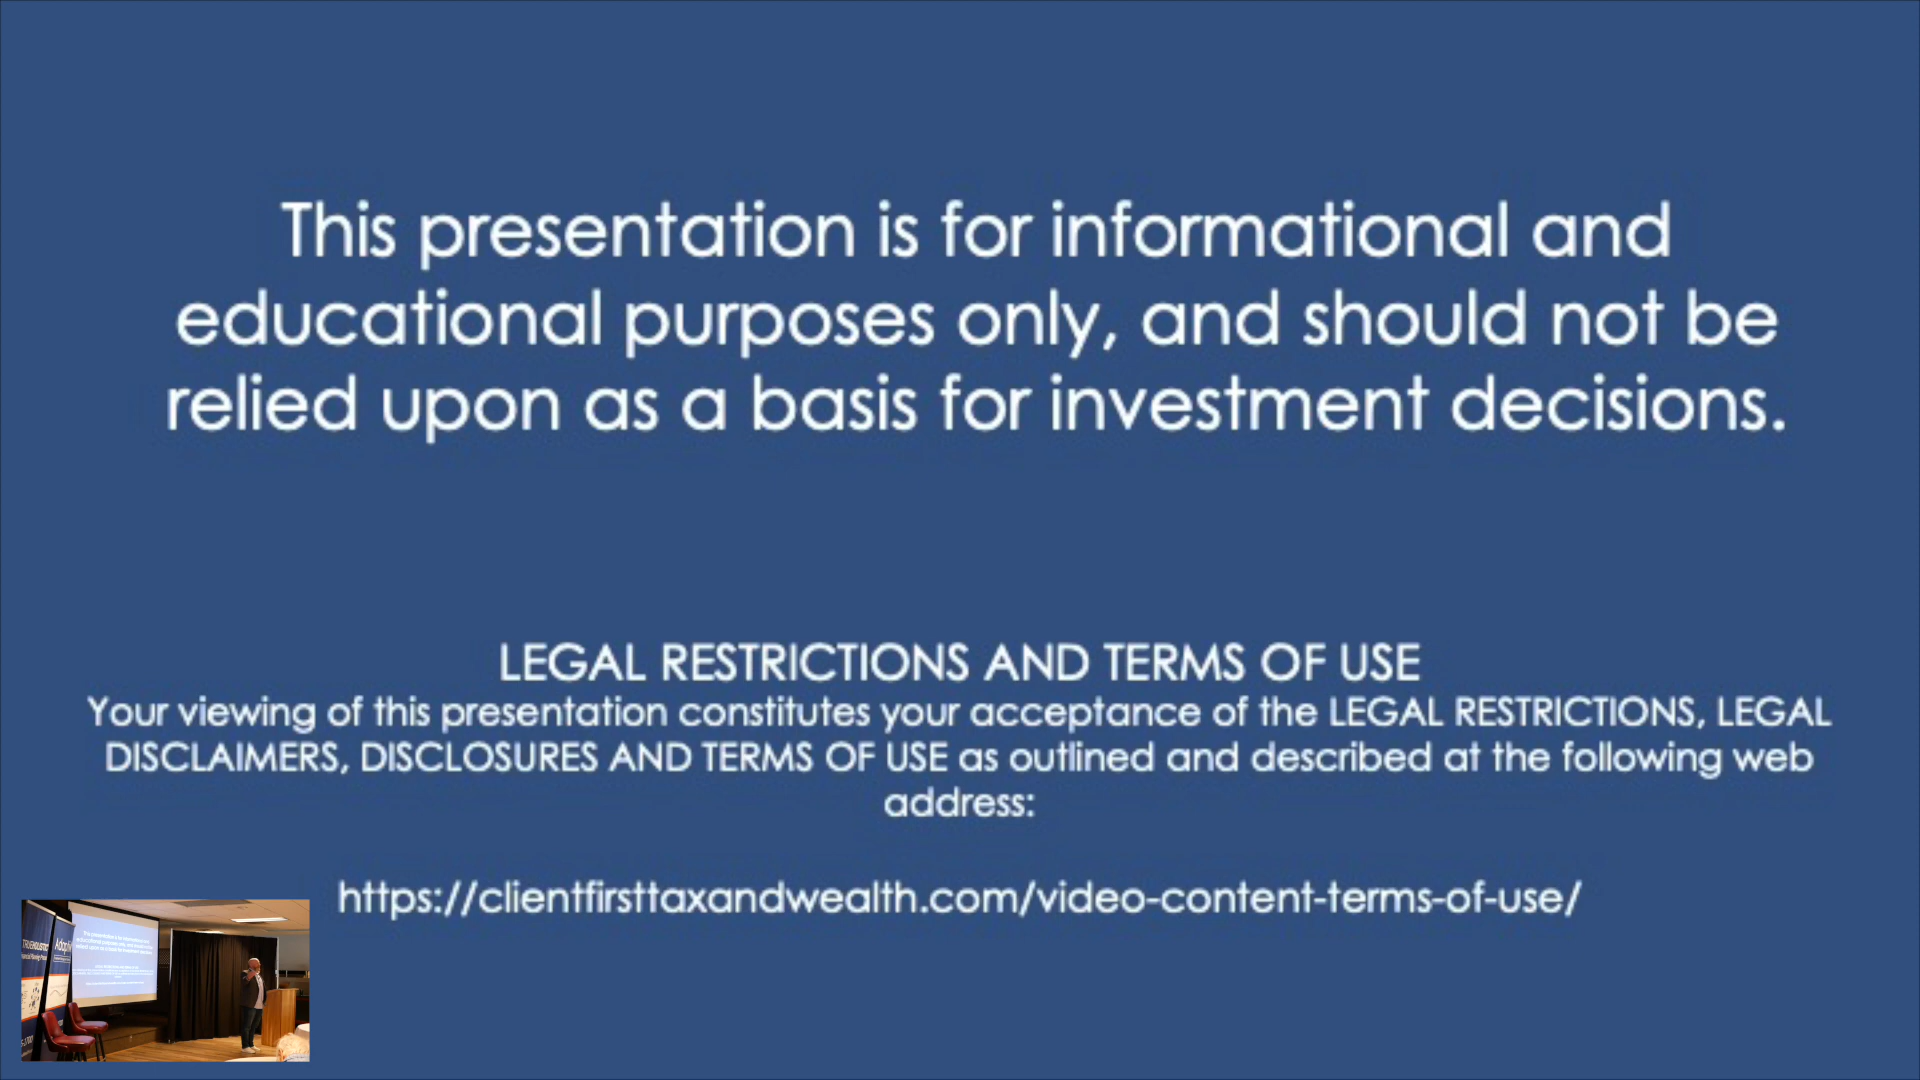 This presentation is for informational and
educational purposes only, and should not be
relied upon as a basis for investment decisions.
LEGAL RESTRICTIONS AND TERMS OF USE
Your viewing of this presentation constitutes your acceptance of the LEGAL RESTRICTIONS, LEGAL
DISCLAIMERS, DISCLOSURES AND TERMS OF USE as outlined and described at the following web
address:
https://clientfirsttaxandwealth.com/video-content-terms-of-use/